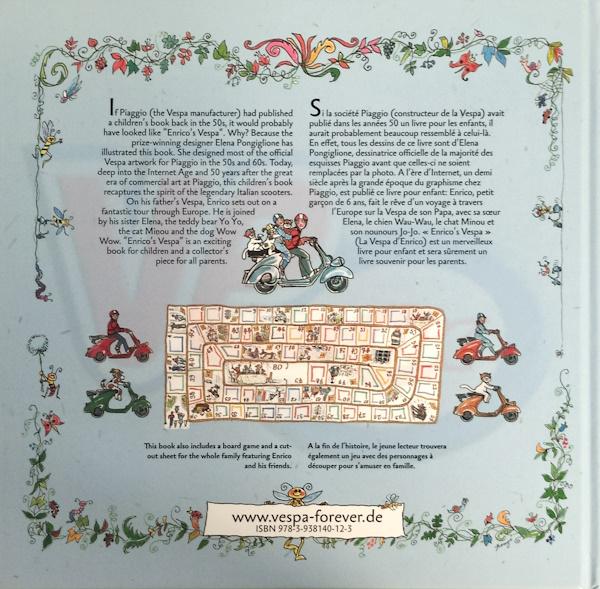 If Piaggio (the Vespa manufacturer) had published
a children's book back in the 50s, it would probably
have looked like "Enrico's Vespa". Why? Because the
prize-winning designer Elena Pongiglione has
illustrated this book. She designed most of the official
Vespa artwork for Piaggio in the 50s and 60s. Today,
deep into the Internet Age and 50 years after the great
era of commercial art at Piaggio, this children's book
recaptures the spirit of the legendary Italian scooters.
On his father's Vespa, Enrico sets out on a
fantastic tour through Europe. He is joined
by his sister Elena, the teddy bear Yo Yo,
the cat Minou and the dog Wow
Wow. "Enrico's Vespa" is an exciting
book for children and a collector's
piece for all parents.
Si la société Piaggio (constructeur de la Vespa) avait
publié dans les années 50 un livre pour les enfants, il
aurait probablement beaucoup ressemblé à celui-là.
En effet, tous les dessins de ce livre sont d'Elena
Pongiglione, dessinatrice officielle de la majorité des
esquisses Piaggio avant que celles-ci ne soient
remplacées par la photo. A l'ère d'Internet, un demi
siècle après la grande époque du graphisme chez
Piaggio, est publié ce livre pour enfant: Enrico, petit
garçon de 6 ans, fait le rêve d'un voyage à travers
l'Europe sur la Vespa de son Papa, avec sa sœur
Elena, le chien Wau-Wau, le chat Minou et
son nounours Jo-Jo. « Enrico's Vespa »
(La Vespa d'Enrico) est un merveilleux
livre pour enfant et sera sûrement un
livre souvenir pour les parents.
This book also includes a board game and a cut-
out sheet for the whole family featuring Enrico
and his friends.
A la fin de l'histoire, le jeune lecteur trouvera
également un jeu avec des personnages à
découper pour s'amuser en famille.
www.vespa-forever.de
ISBN 978-3-938140-12-3